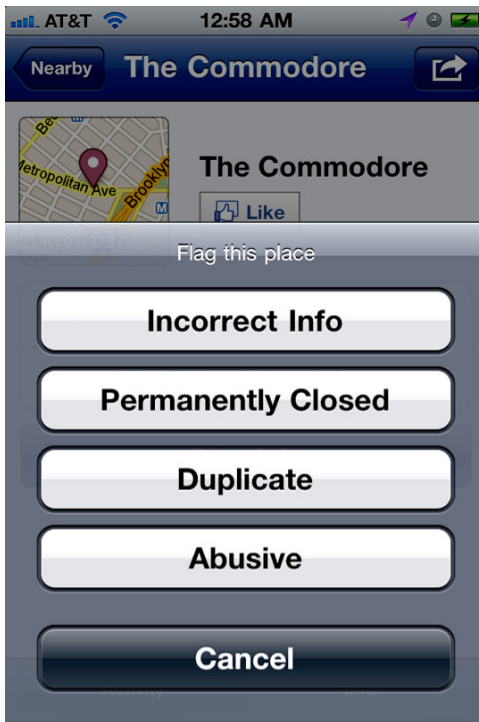 AT&T 12:58 AM
Nearby The Commodore
Metropolitan Ave
Brooklyn
M
The Commodore
Like
Flag this place
Incorrect Info
Permanently Closed
Duplicate
Abusive
Cancel